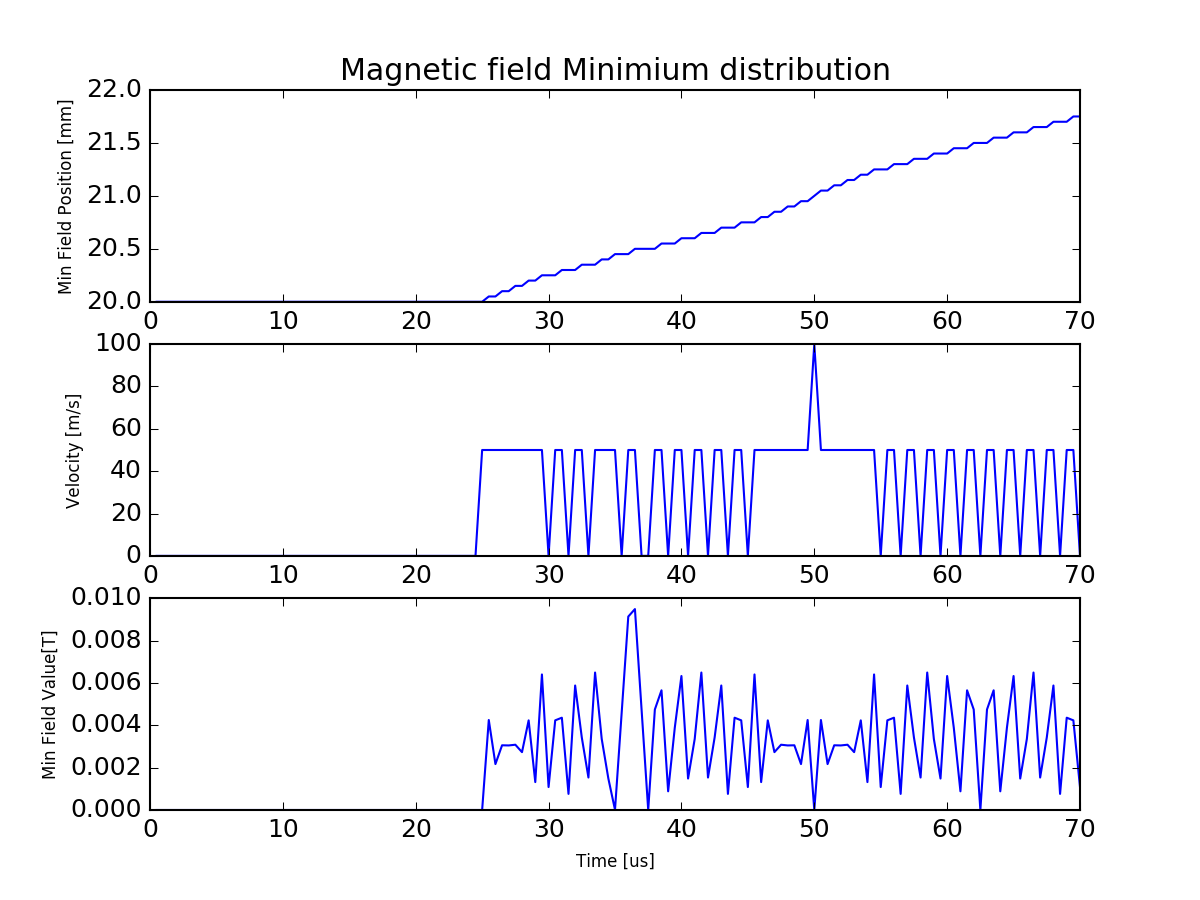 Magnetic field Minimium distribution
22.0
21.5
21.0
20.5
20.0
Min Field Position [mm]
0 10 20 30 40 50 60 70
100
80
60
40
20
0
Velocity [m/s]
0 10 20 30 40 50 60 70
0.010
0.008
0.006
0.004
0.002
0.000
Min Field Value[T]
0 10 20 30 40 50 60 70
Time [us]